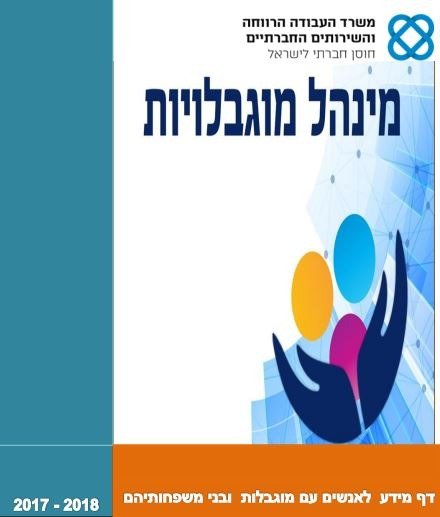 משרד העבודה הרווחה
והשירותים החברתיים
חוסן חברתי לישראל
מינהל מוגבלויות
דף מידע לאנשים עם מוגבלות ובני משפחותיהם
2017 - 2018